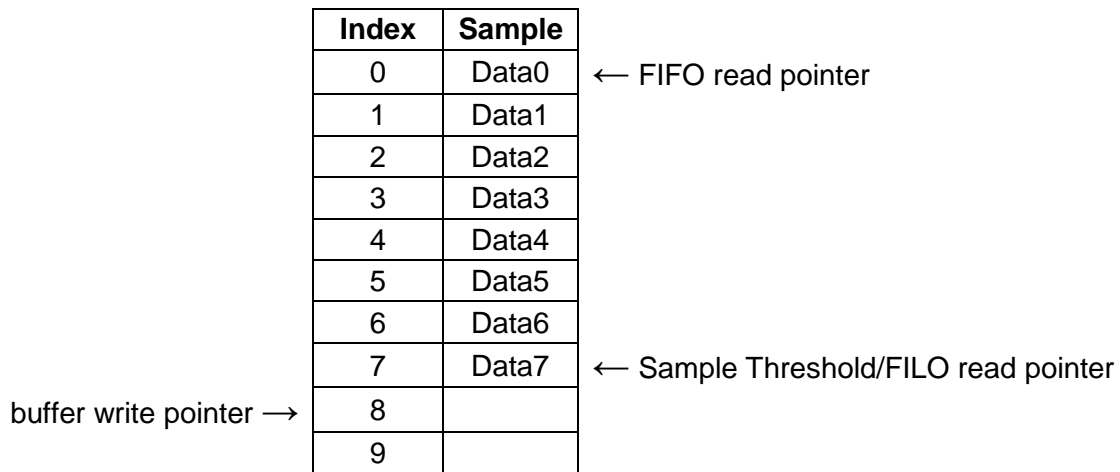 Index Sample
0 Data0 ← FIFO read pointer
1 Data1
2 Data2
3 Data3
4 Data4
5 Data5
6 Data6
7 Data7 ← Sample Threshold/FILO read pointer
buffer write pointer → 8
9